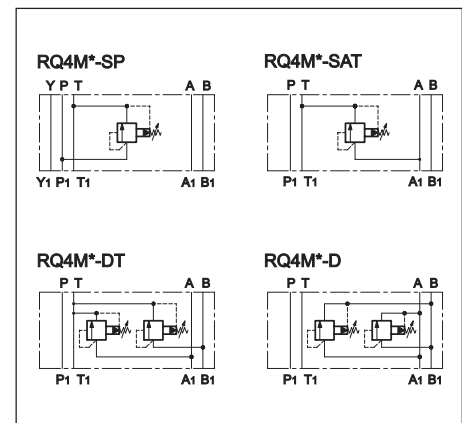 RQ4M*-SP
Y P T A B
Y1 P1 T1 A1 B1
RQ4M*-SAT
P T A B
P1 T1 A1 B1
RQ4M*-DT
P T A B
P1 T1 A1 B1
RQ4M*-D
P T A B
P1 T1 A1 B1